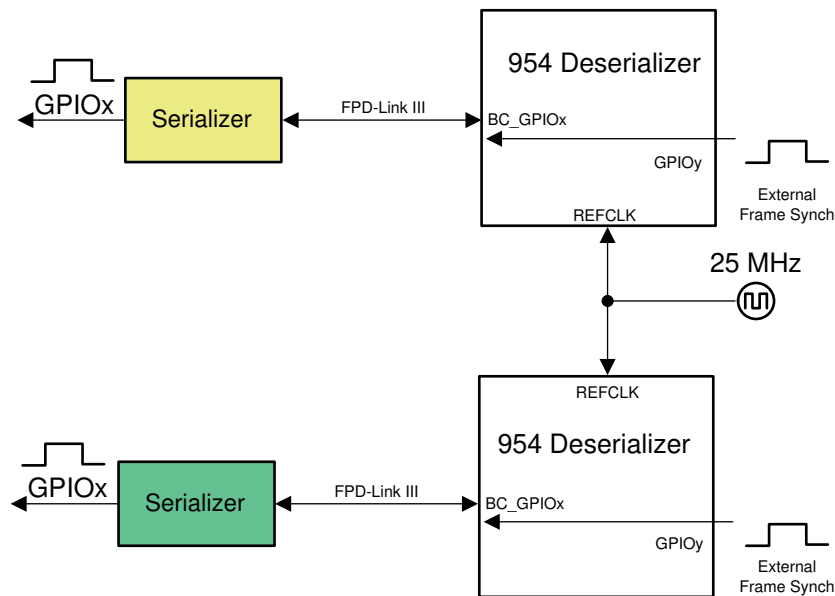 954 Deserializer
GPIOx
Serializer
FPD-Link III
BC_GPIOx
GPIOy
External
Frame Synch
REFCLK
25 MHz
REFCLK
954 Deserializer
GPIOx
Serializer
FPD-Link III
BC_GPIOx
GPIOy
External
Frame Synch